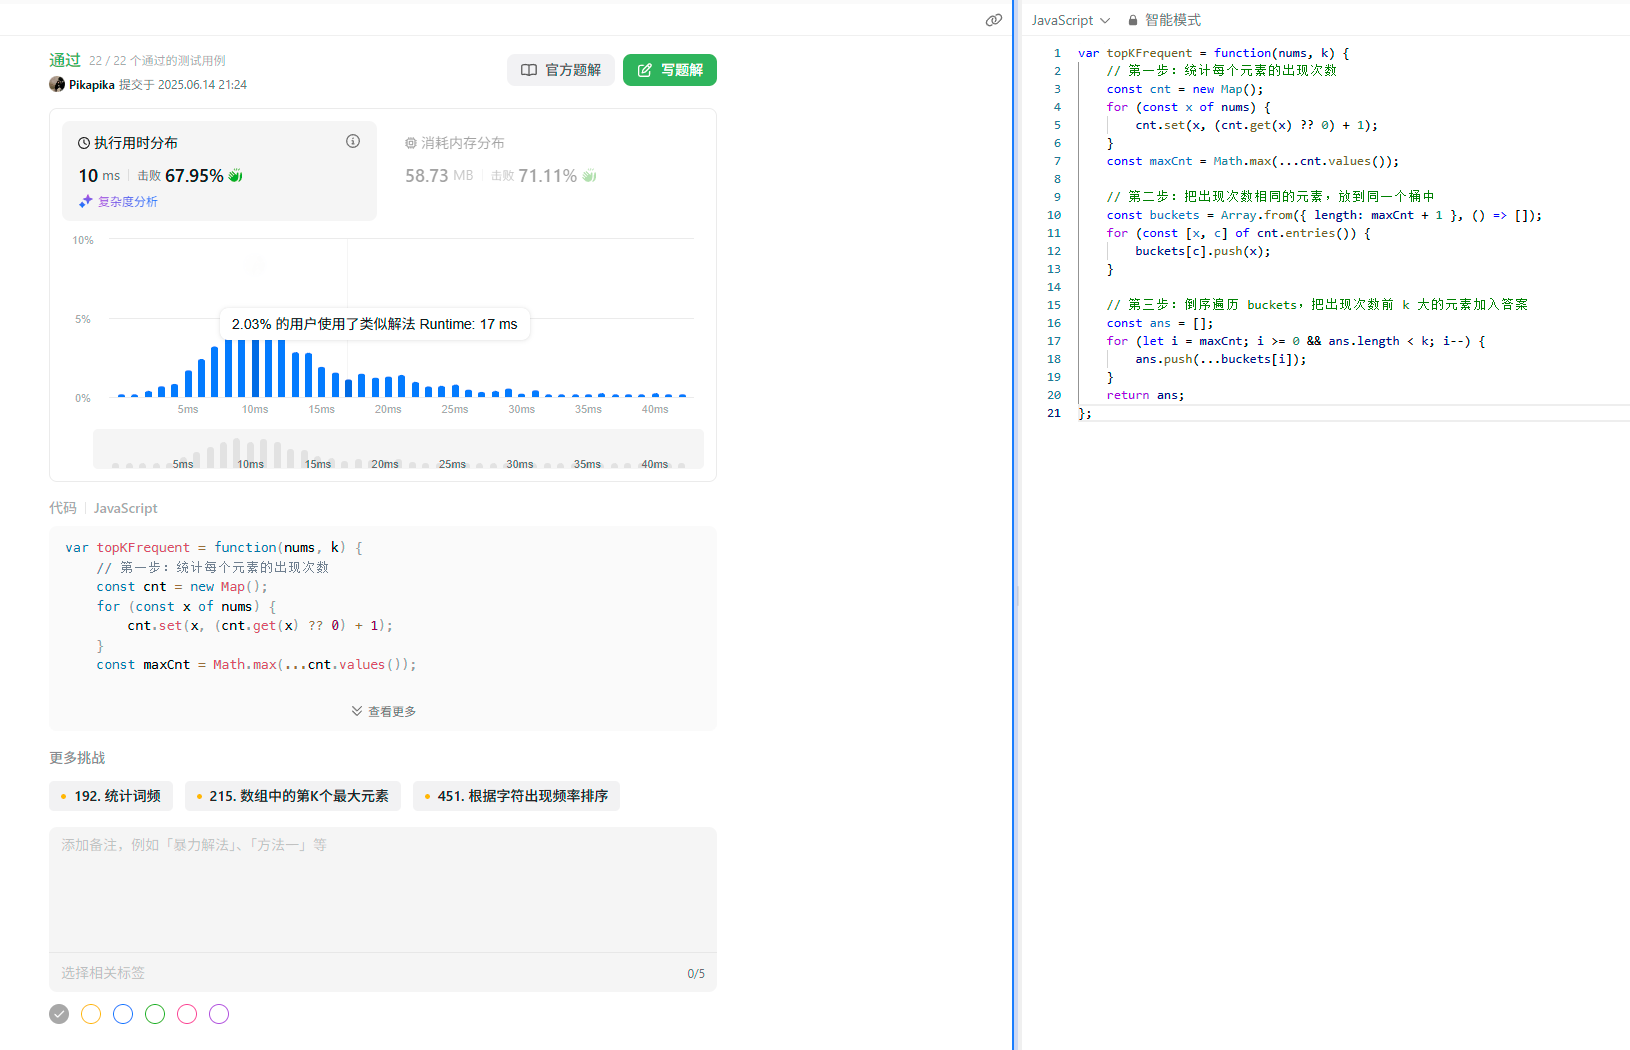 通过 22 / 22 个通过的测试用例
Pikapika 提交于 2025.06.14 21:24
官方题解
写题解
执行用时分布
10 ms 击败 67.95%
复杂度分析
消耗内存分布
58.73 MB 击败 71.11%
10%
5%
0%
2.03% 的用户使用了类似解法 Runtime: 17 ms
5ms 10ms 15ms 20ms 25ms 30ms 35ms 40ms
5ms 10ms 15ms 20ms 25ms 30ms 35ms 40ms
代码 JavaScript
var topKFrequent = function(nums, k) {
// 第一步：统计每个元素的出现次数
const cnt = new Map();
for (const x of nums) {
cnt.set(x, (cnt.get(x) ?? 0) + 1);
}
const maxCnt = Math.max(...cnt.values());
查看更多
更多挑战
192. 统计词频
215. 数组中的第K个最大元素
451. 根据字符出现频率排序
添加备注，例如「暴力解法」、「方法一」等
选择相关标签 0/5
JavaScript 智能模式
1 var topKFrequent = function(nums, k) {
2 // 第一步：统计每个元素的出现次数
3 const cnt = new Map();
4 for (const x of nums) {
5 cnt.set(x, (cnt.get(x) ?? 0) + 1);
6 }
7 const maxCnt = Math.max(...cnt.values());
8
9 // 第二步：把出现次数相同的元素，放到同一个桶中
10 const buckets = Array.from({ length: maxCnt + 1 }, () => []);
11 for (const [x, c] of cnt.entries()) {
12 buckets[c].push(x);
13 }
14
15 // 第三步：倒序遍历 buckets，把出现次数前 k 大的元素加入答案
16 const ans = [];
17 for (let i = maxCnt; i >= 0 && ans.length < k; i--) {
18 ans.push(...buckets[i]);
19 }
20 return ans;
21 };